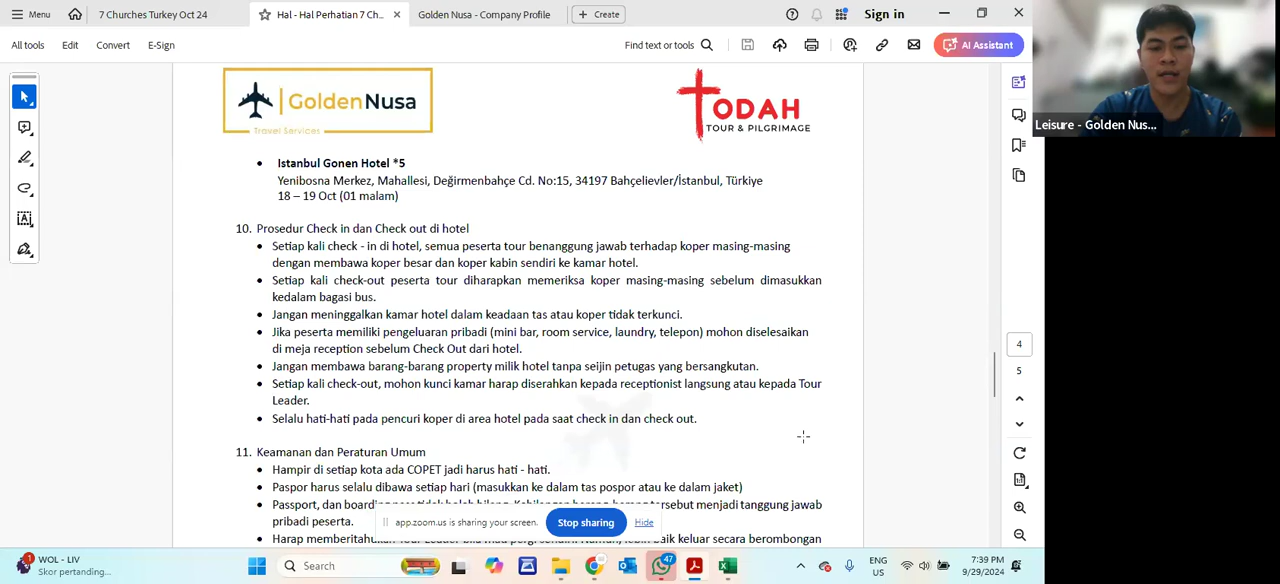 Menu
7 Churches Turkey Oct 24
Hal - Hal Perhatian 7 Ch...
Golden Nusa - Company Profile
Create
Sign in
All tools
Edit
Convert
E-Sign
Find text or tools
AI Assistant
GoldenNusa
Travel Services
TODAH
TOUR & PILGRIMAGE
Leisure - Golden Nus...
• Istanbul Gonen Hotel *5
Yenibosna Merkez, Mahallesi, Değirmenbahçe Cd. No:15, 34197 Bahçelievler/İstanbul, Türkiye
18 – 19 Oct (01 malam)
10. Prosedur Check in dan Check out di hotel
• Setiap kali check - in di hotel, semua peserta tour benanggung jawab terhadap koper masing-masing
dengan membawa koper besar dan koper kabin sendiri ke kamar hotel.
• Setiap kali check-out peserta tour diharapkan memeriksa koper masing-masing sebelum dimasukkan
kedalam bagasi bus.
• Jangan meninggalkan kamar hotel dalam keadaan tas atau koper tidak terkunci.
• Jika peserta memiliki pengeluaran pribadi (mini bar, room service, laundry, telepon) mohon diselesaikan
di meja reception sebelum Check Out dari hotel.
• Jangan membawa barang-barang property milik hotel tanpa seijin petugas yang bersangkutan.
• Setiap kali check-out, mohon kunci kamar harap diserahkan kepada receptionist langsung atau kepada Tour
Leader.
• Selalu hati-hati pada pencuri koper di area hotel pada saat check in dan check out.
11. Keamanan dan Peraturan Umum
• Hampir di setiap kota ada COPET jadi harus hati - hati.
• Paspor harus selalu dibawa setiap hari (masukkan ke dalam tas pospor atau ke dalam jaket)
• Passport, dan boarding tersebut menjadi tanggung jawab
pribadi peserta.
• Harap memberitahukan secara berombongan
4
5
app.zoom.us is sharing your screen.
Stop sharing
Hide
1
WOL - LIV
Skor pertanding...
Search
47
ENG
US
7:39 PM
9/29/2024